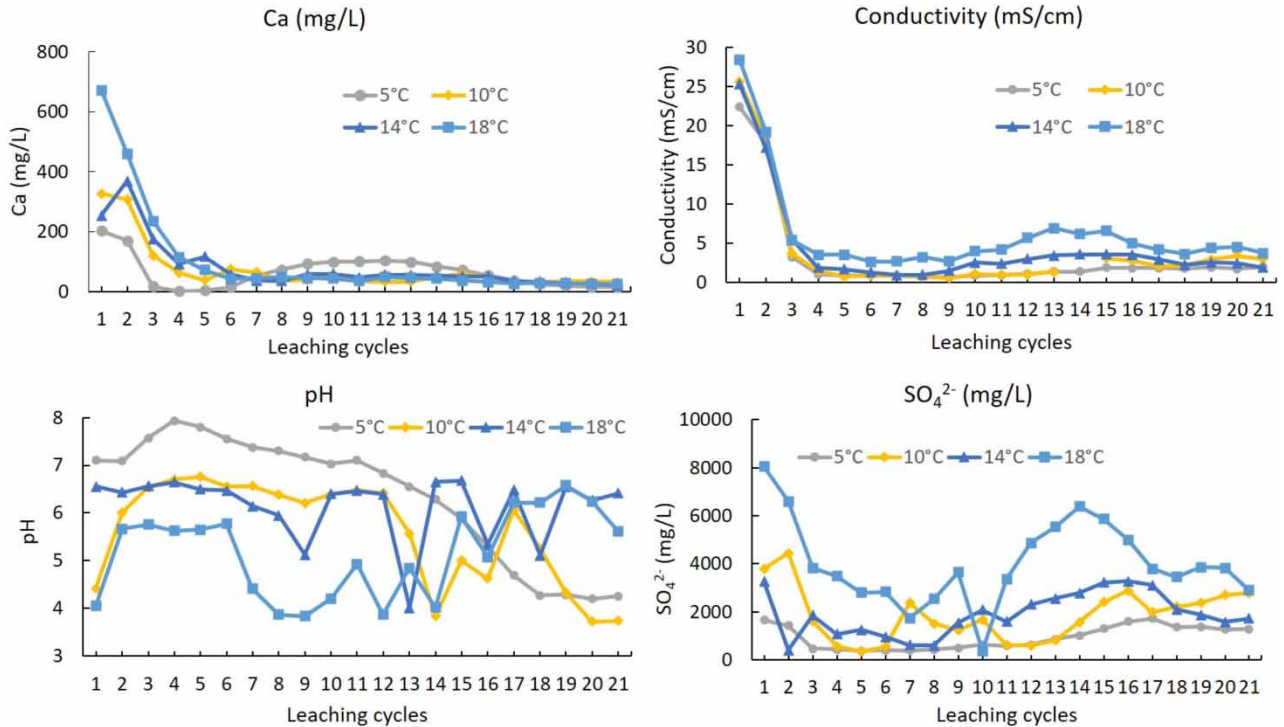 Ca (mg/L)
800
600
400
200
0
Ca (mg/L)
5°C 10°C
14°C 18°C
1 2 3 4 5 6 7 8 9 10 11 12 13 14 15 16 17 18 19 20 21
Leaching cycles
Conductivity (mS/cm)
30
25
20
15
10
5
0
Conductivity (mS/cm)
5°C 10°C
14°C 18°C
1 2 3 4 5 6 7 8 9 10 11 12 13 14 15 16 17 18 19 20 21
Leaching cycles
pH
8
7
6
5
4
3
pH
5°C 10°C 14°C 18°C
1 2 3 4 5 6 7 8 9 10 11 12 13 14 15 16 17 18 19 20 21
Leaching cycles
SO₄²⁻ (mg/L)
10000
8000
6000
4000
2000
0
SO₄²⁻ (mg/L)
5°C 10°C 14°C 18°C
1 2 3 4 5 6 7 8 9 10 11 12 13 14 15 16 17 18 19 20 21
Leaching cycles